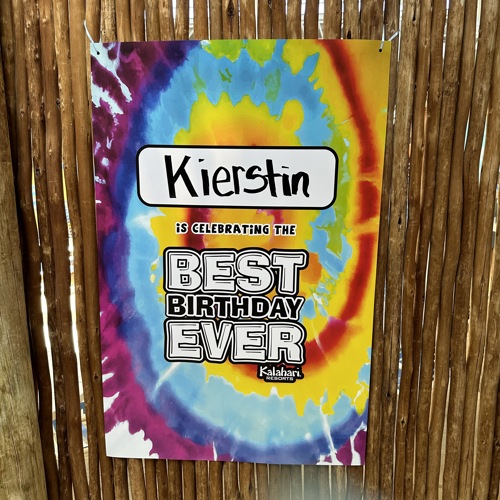 Kierstin
iS CELEBRATiNG THE
BEST
BIRTHDAY
EVER
Kalahari
RESORTS